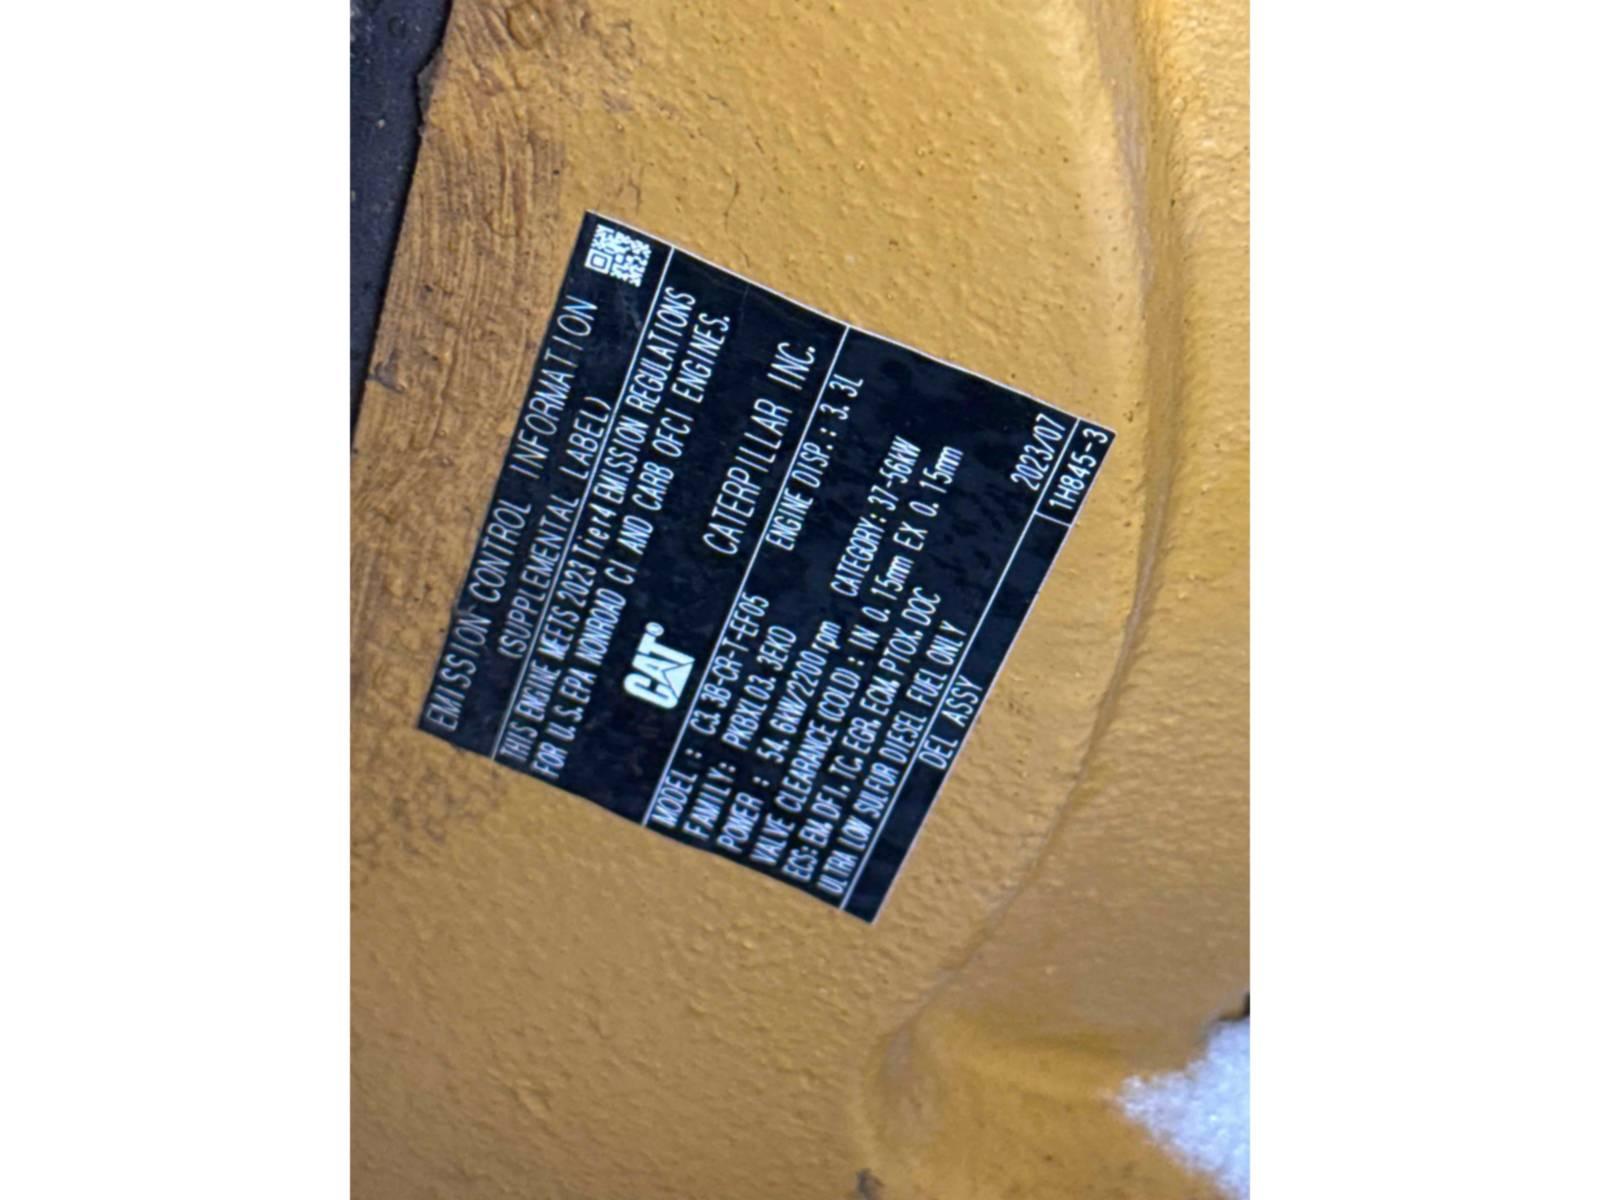 EMISSION CONTROL INFORMATION
(SUPPLEMENTAL LABEL)
THIS ENGINE MEETS 2023 Tier4 EMISSION REGULATIONS
FOR U.S.EPA NONROAD CI AND CARB OFCI ENGINES.
CAT® CATERPILLAR INC.
MODEL : C3.3B-CR-T-EF05 ENGINE DISP.: 3.3L
FAMILY: PKBXL03.3EKD
POWER : 54.6kW/2200rpm CATEGORY: 37-56kW
VALVE CLEARANCE (COLD): IN 0.15mm EX 0.15mm
ECS: EM, DFI, TC, EGR, ECM, PTOX, DOC
ULTRA LOW SULFUR DIESEL FUEL ONLY 2023/07
DEL ASSY 1H845-3